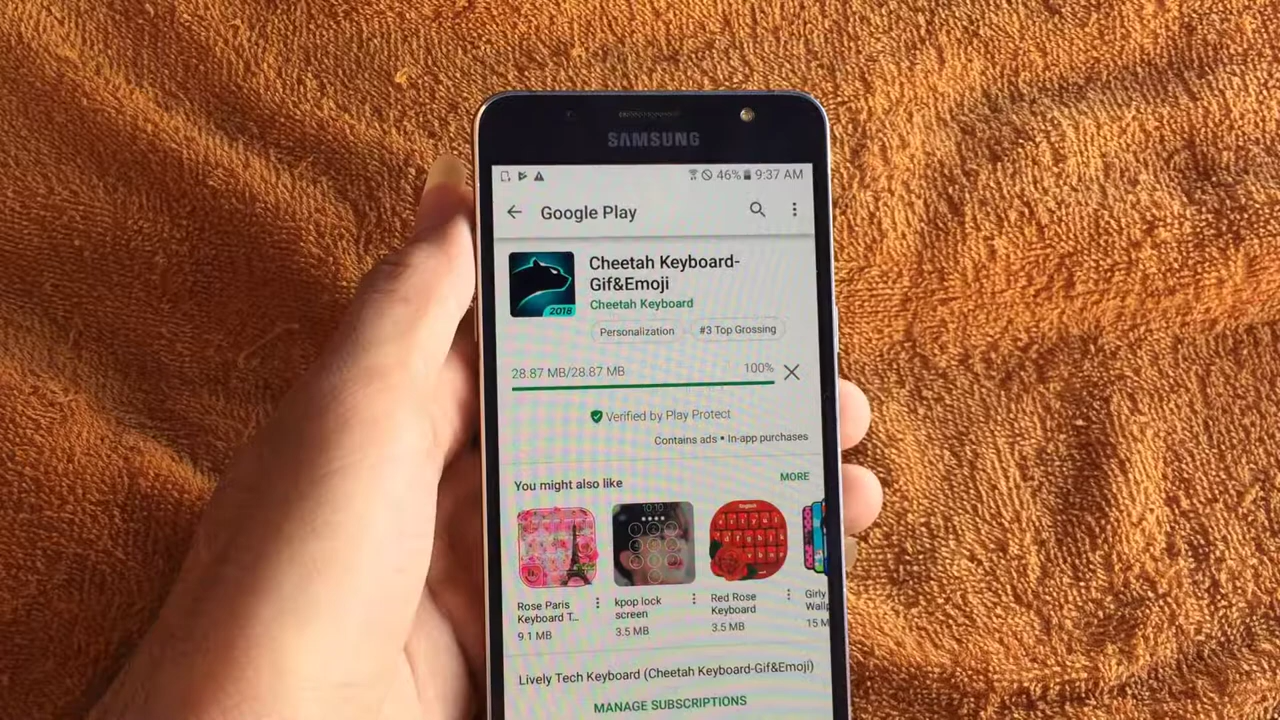 SAMSUNG
46% 9:37 AM
Google Play
Cheetah Keyboard-
Gif&Emoji
Cheetah Keyboard
2018
Personalization
#3 Top Grossing
28.87 MB/28.87 MB
100%
Verified by Play Protect
Contains ads • In-app purchases
You might also like
MORE
10:10
Rose Paris
Keyboard T...
9.1 MB
kpop lock
screen
3.5 MB
Red Rose
Keyboard
3.5 MB
Girly
Wallp
15 M
Lively Tech Keyboard (Cheetah Keyboard-Gif&Emoji)
MANAGE SUBSCRIPTIONS